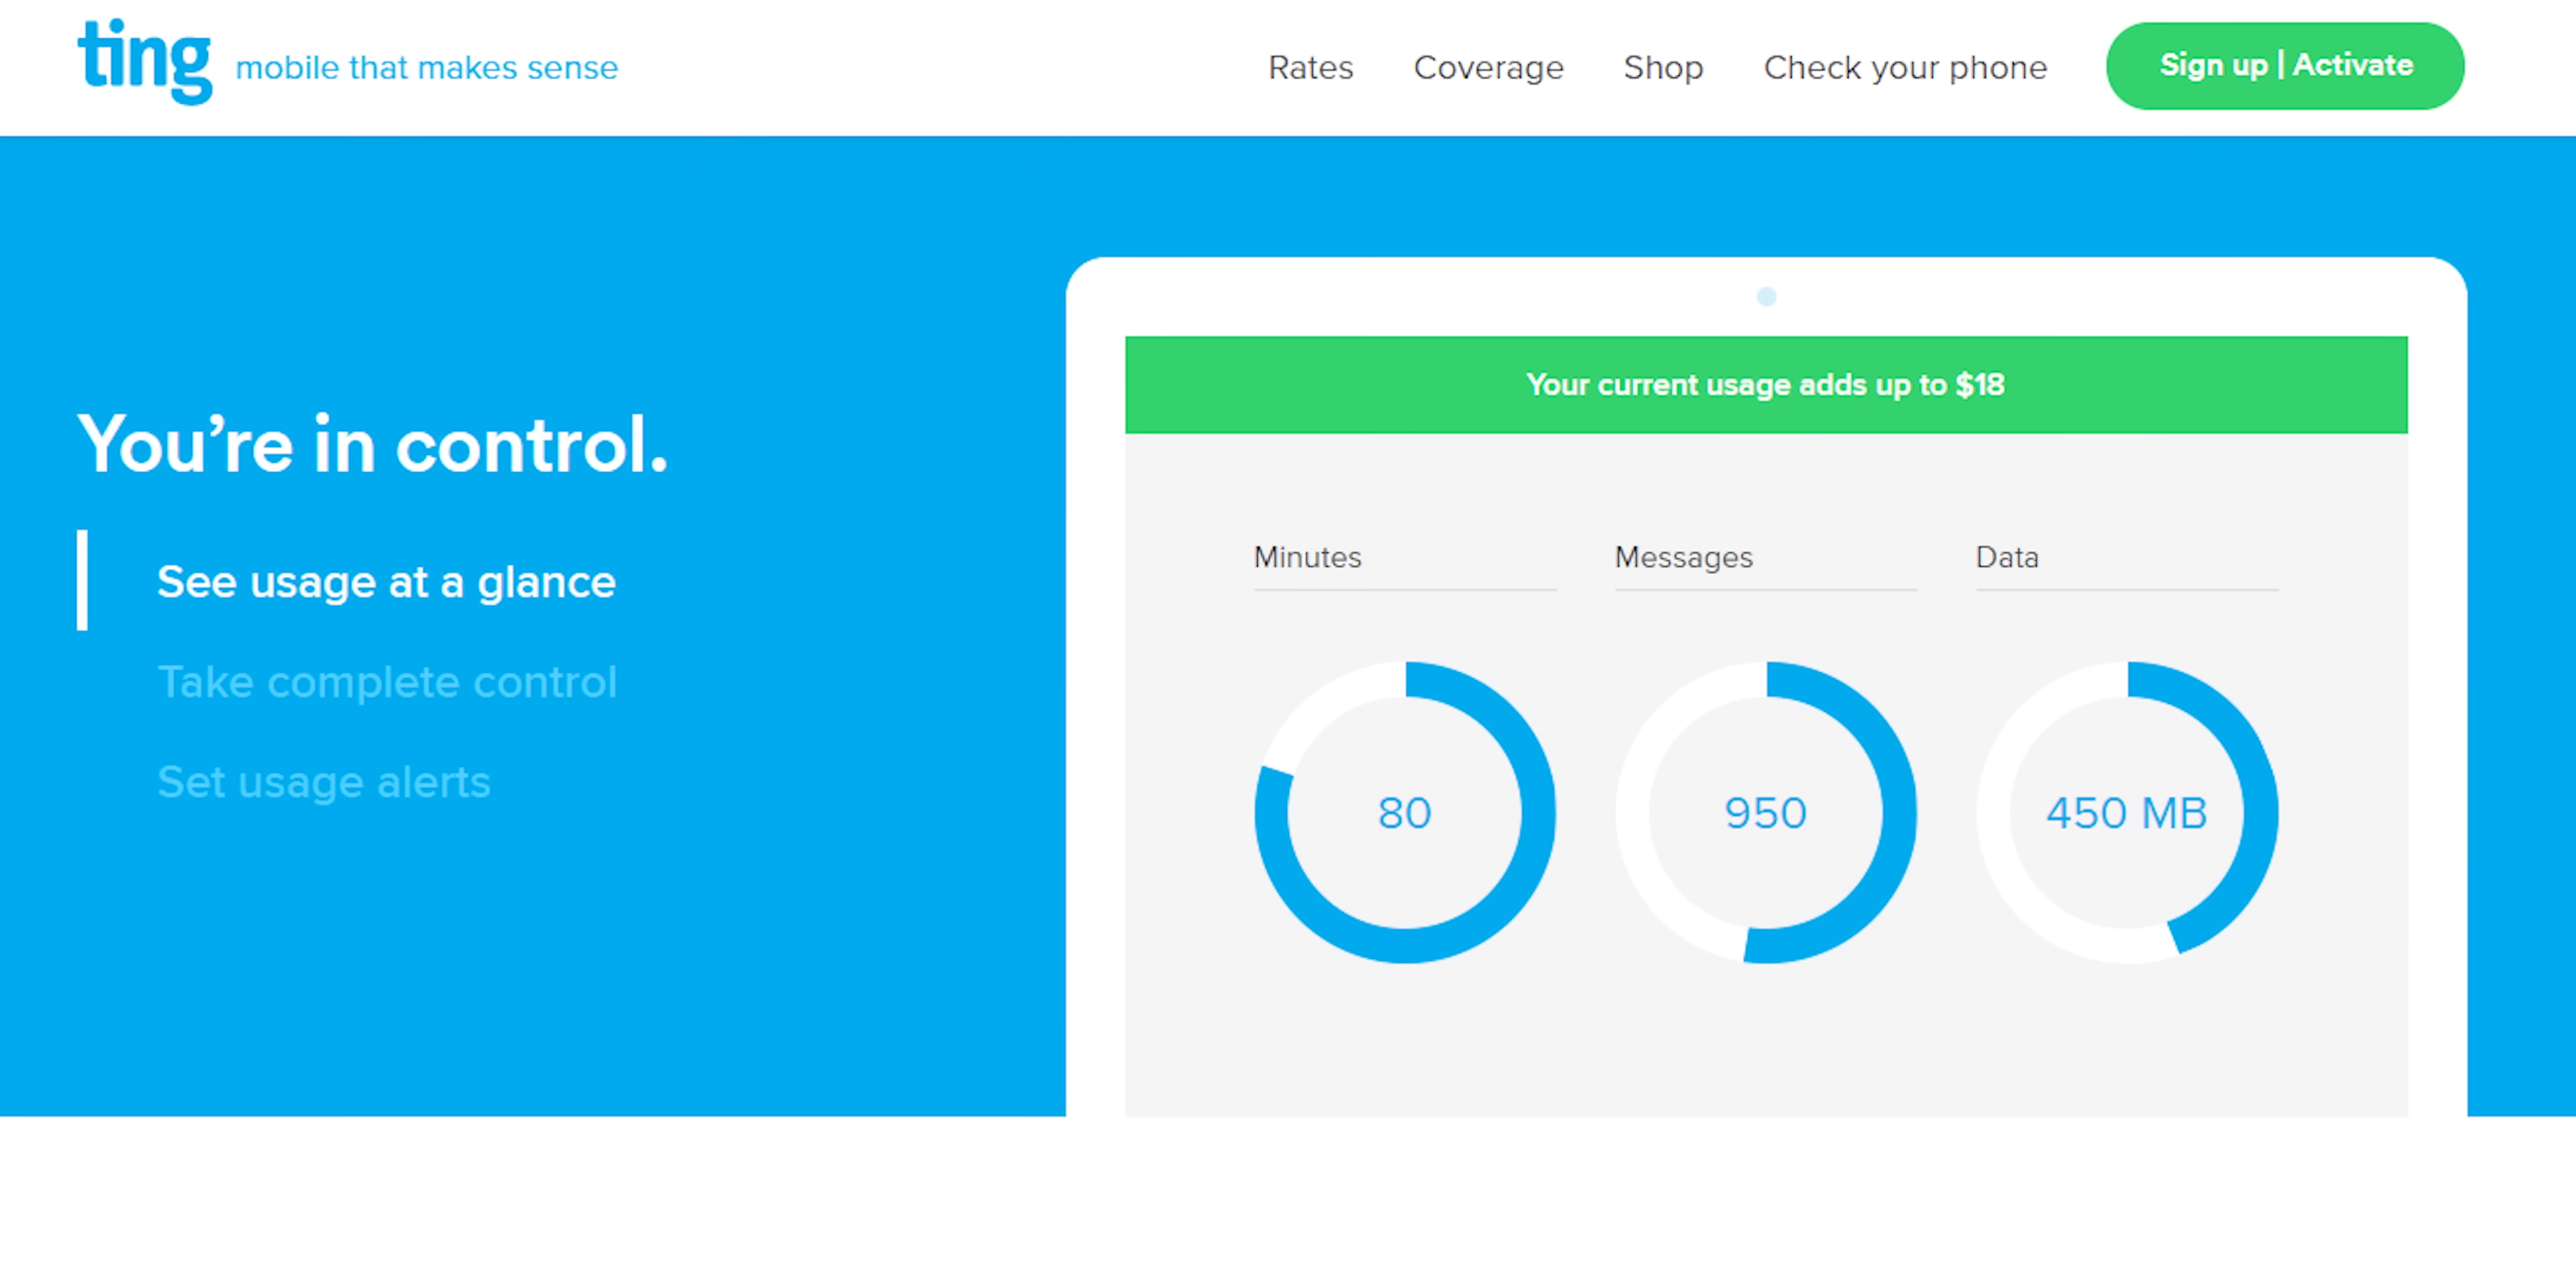 ting mobile that makes sense
Rates Coverage Shop Check your phone Sign up | Activate
You're in control.
See usage at a glance
Take complete control
Set usage alerts
Your current usage adds up to $18
Minutes Messages Data
80 950 450 MB